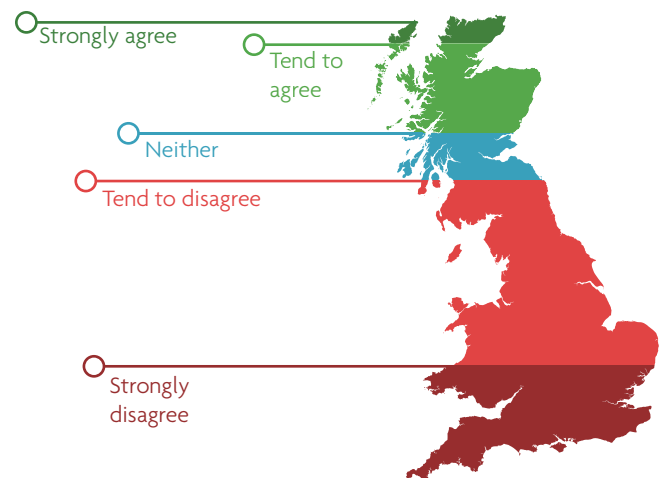 Strongly agree
Tend to
agree
Neither
Tend to disagree
Strongly
disagree